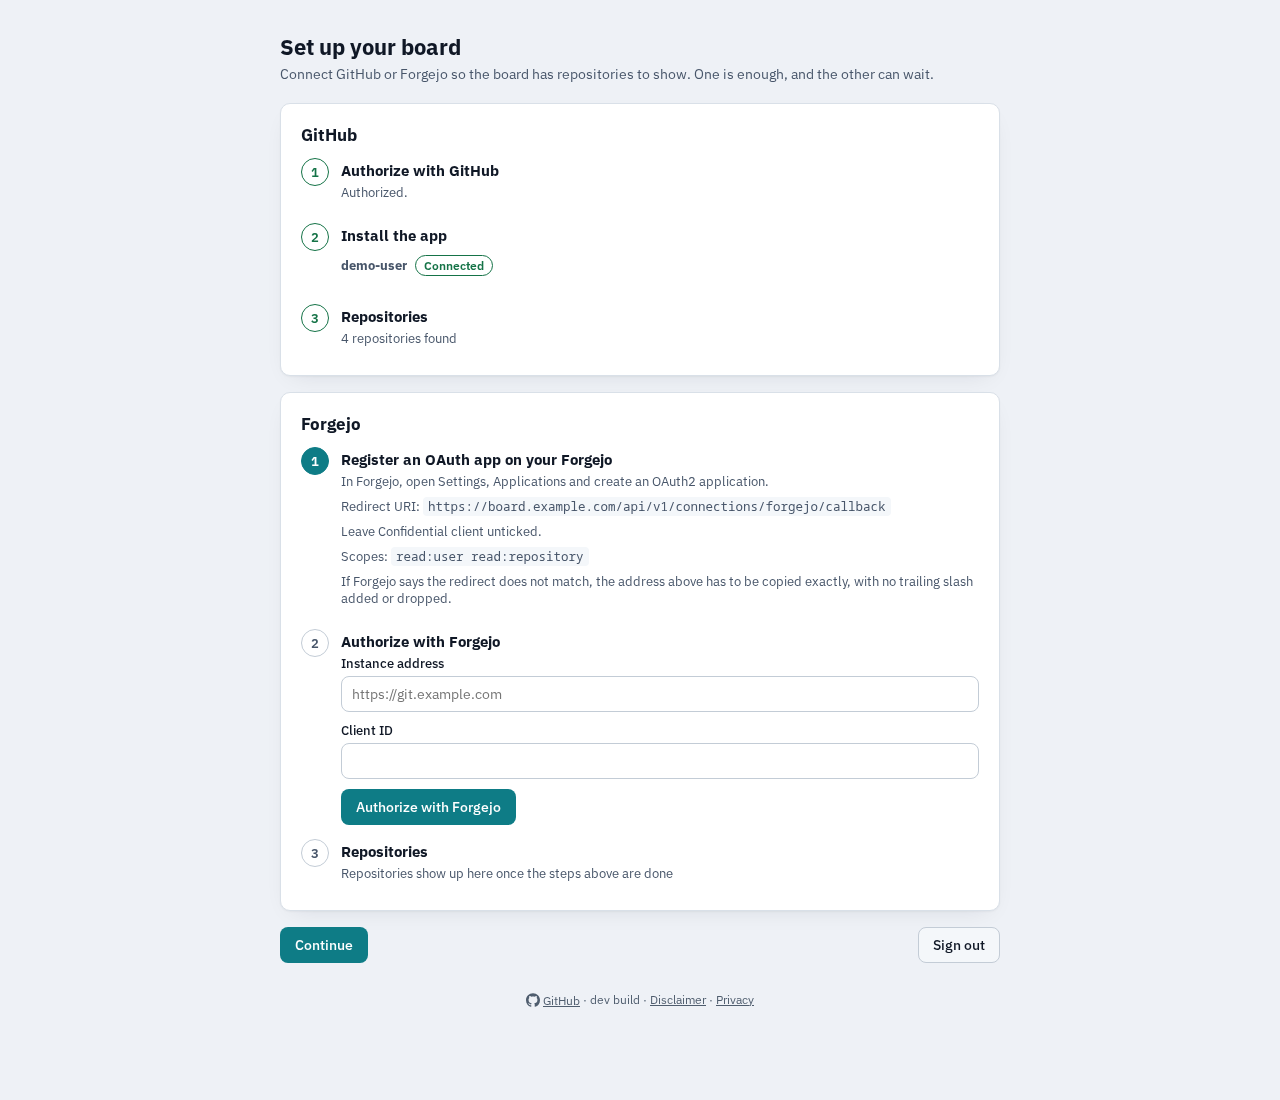 Set up your board
Connect GitHub or Forgejo so the board has repositories to show. One is enough, and the other can wait.
GitHub
1 Authorize with GitHub
Authorized.
2 Install the app
demo-user Connected
3 Repositories
4 repositories found
Forgejo
1 Register an OAuth app on your Forgejo
In Forgejo, open Settings, Applications and create an OAuth2 application.
Redirect URI: https://board.example.com/api/v1/connections/forgejo/callback
Leave Confidential client unticked.
Scopes: read:user read:repository
If Forgejo says the redirect does not match, the address above has to be copied exactly, with no trailing slash
added or dropped.
2 Authorize with Forgejo
Instance address
https://git.example.com
Client ID
Authorize with Forgejo
3 Repositories
Repositories show up here once the steps above are done
Continue Sign out
GitHub · dev build · Disclaimer · Privacy